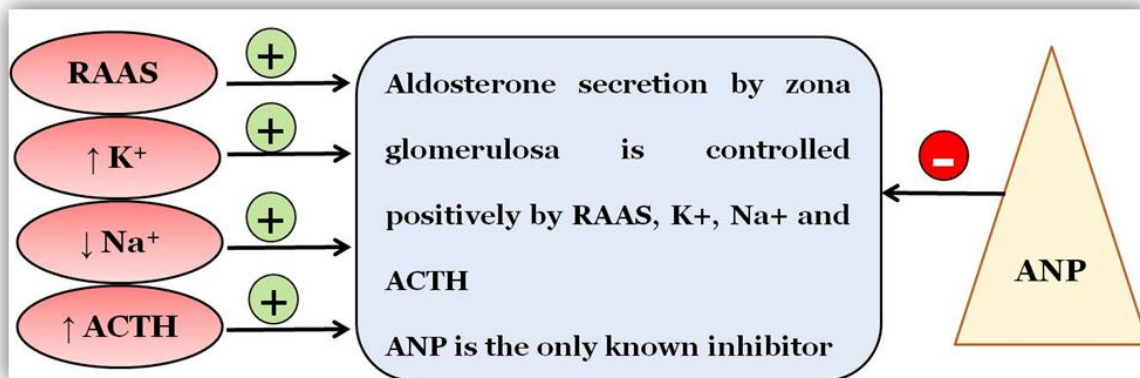 RAAS
↑ K⁺
↓ Na⁺
↑ ACTH
+
+
+
+
Aldosterone secretion by zona
glomerulosa is controlled
positively by RAAS, K+, Na+ and
ACTH
ANP is the only known inhibitor
-
ANP